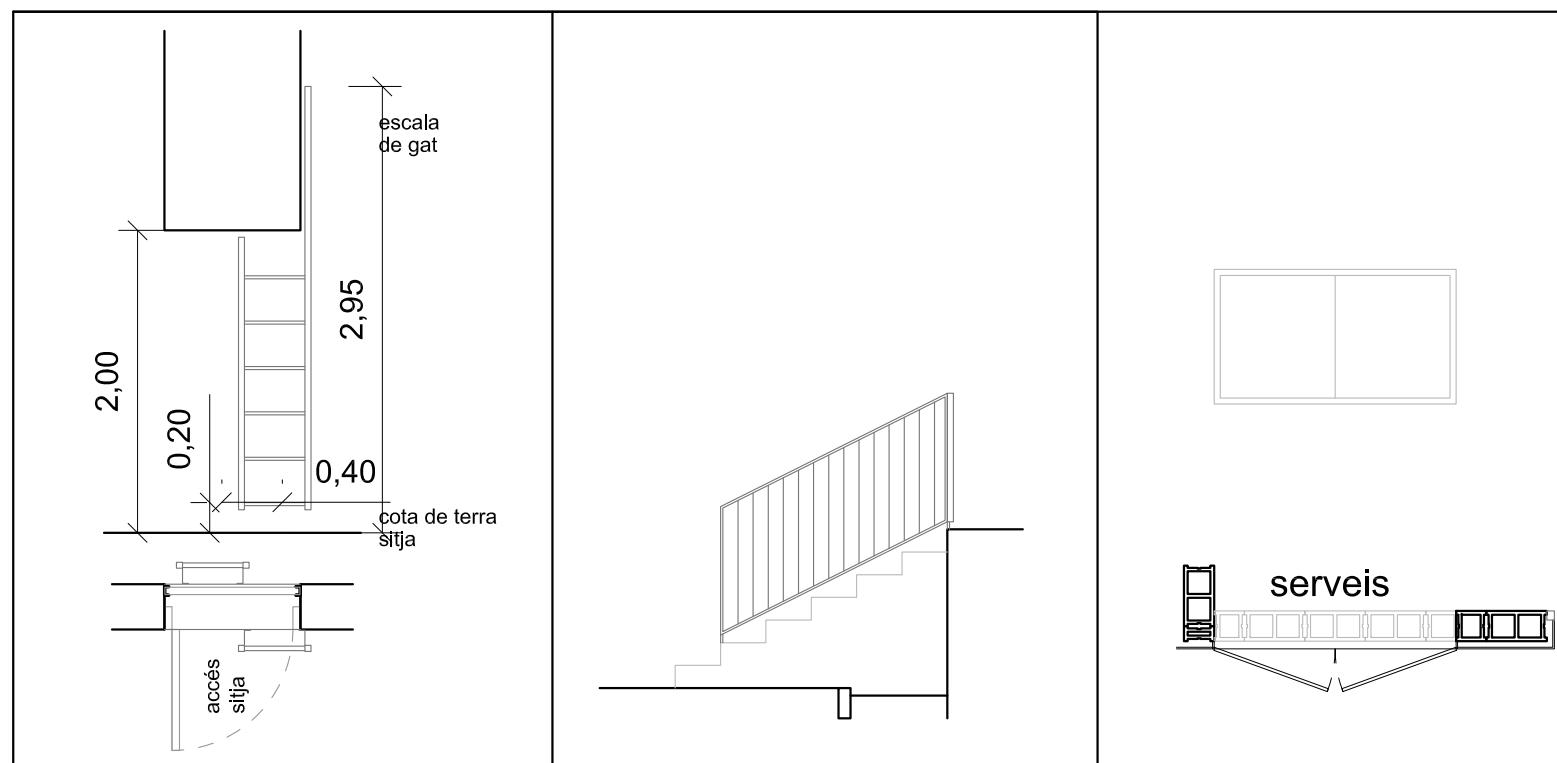 escala
de gat
2,95
2,00
0,20
0,40
cota de terra
sitja
accés
sitja
serveis